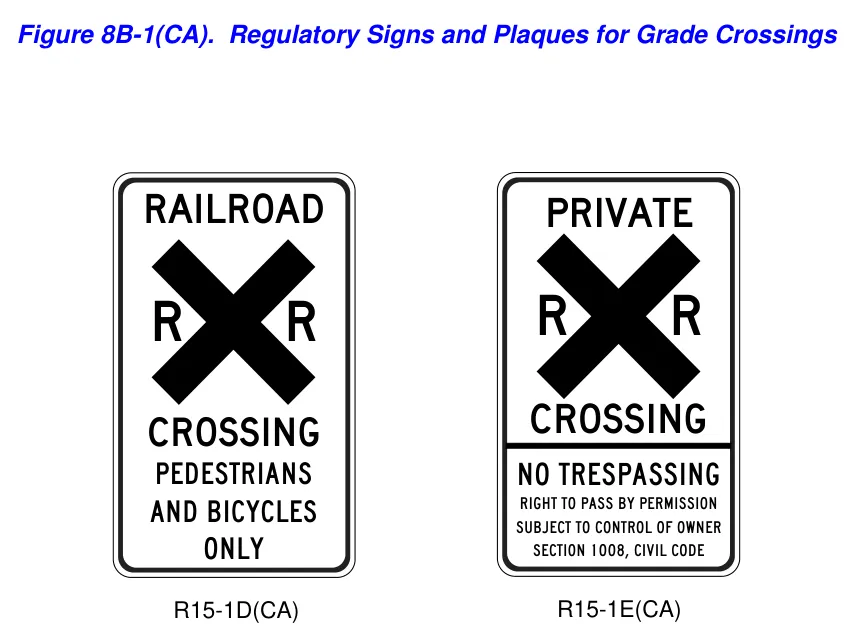 Figure 8B-1(CA).  Regulatory Signs and Plaques for Grade Crossings
RAILROAD
R R
CROSSING
PEDESTRIANS
AND BICYCLES
ONLY
R15-1D(CA)
PRIVATE
R R
CROSSING
NO TRESPASSING
RIGHT TO PASS BY PERMISSION
SUBJECT TO CONTROL OF OWNER
SECTION 1008, CIVIL CODE
R15-1E(CA)